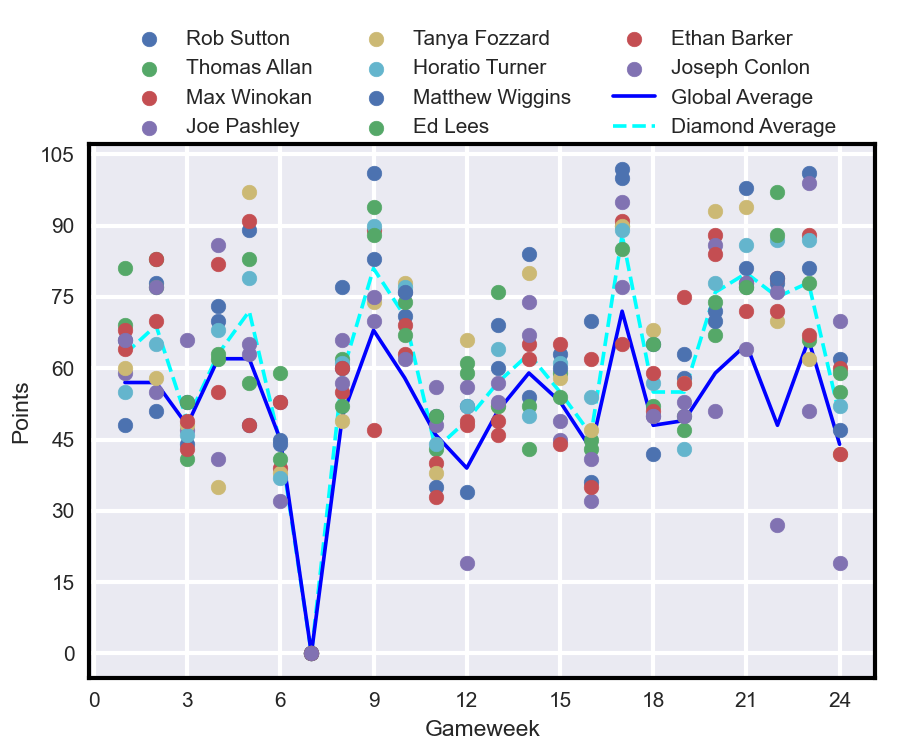 Rob Sutton
Thomas Allan
Max Winokan
Joe Pashley
Tanya Fozzard
Horatio Turner
Matthew Wiggins
Ed Lees
Ethan Barker
Joseph Conlon
Global Average
Diamond Average
105
90
75
60
45
30
15
0
Points
0 3 6 9 12 15 18 21 24
Gameweek